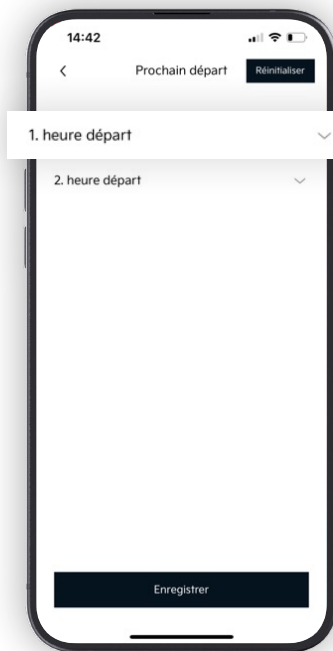 14:42
Prochain départ
Réinitialiser
1. heure départ
2. heure départ
Enregistrer